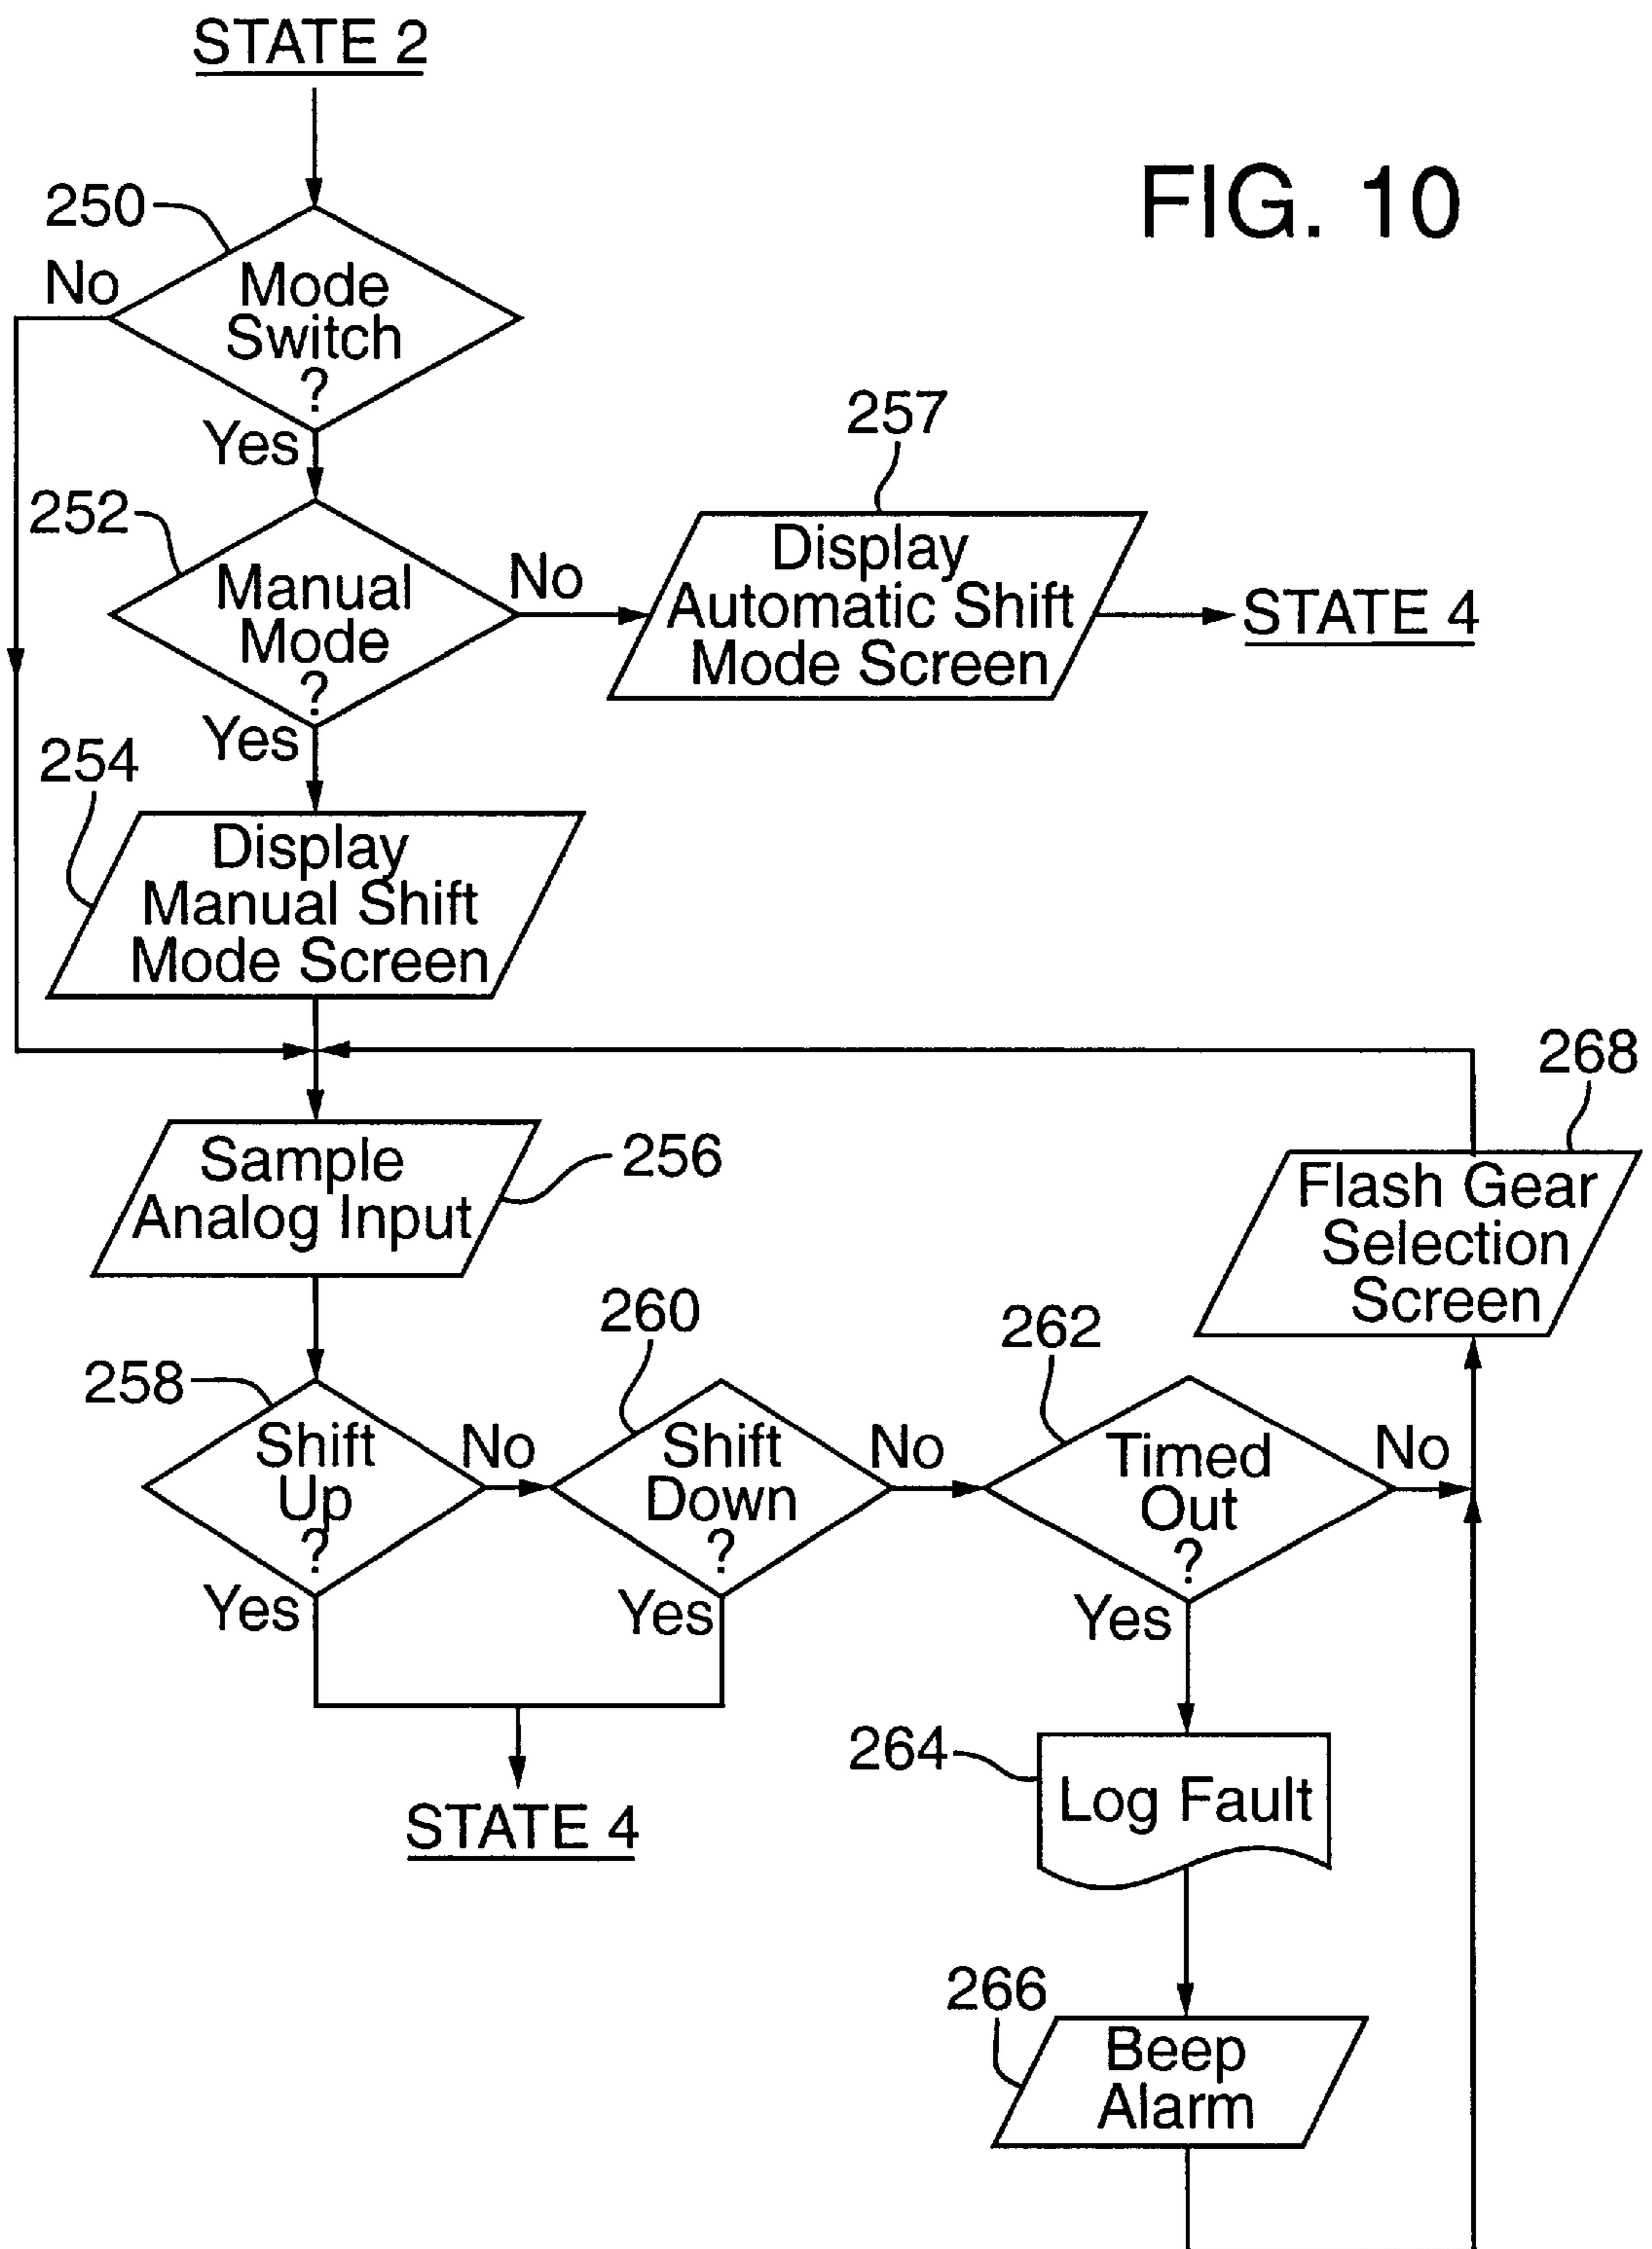 STATE 2
FIG. 10
250
No
Mode
Switch
?
Yes
257
252
Manual
Mode
?
No
Display
Automatic Shift
Mode Screen
STATE 4
Yes
254
Display
Manual Shift
Mode Screen
268
Sample
Analog Input
256
Flash Gear
Selection
Screen
258
260
262
Shift
Up
?
No
Shift
Down
?
No
Timed
Out
?
No
Yes
Yes
Yes
STATE 4
264
Log Fault
266
Beep
Alarm